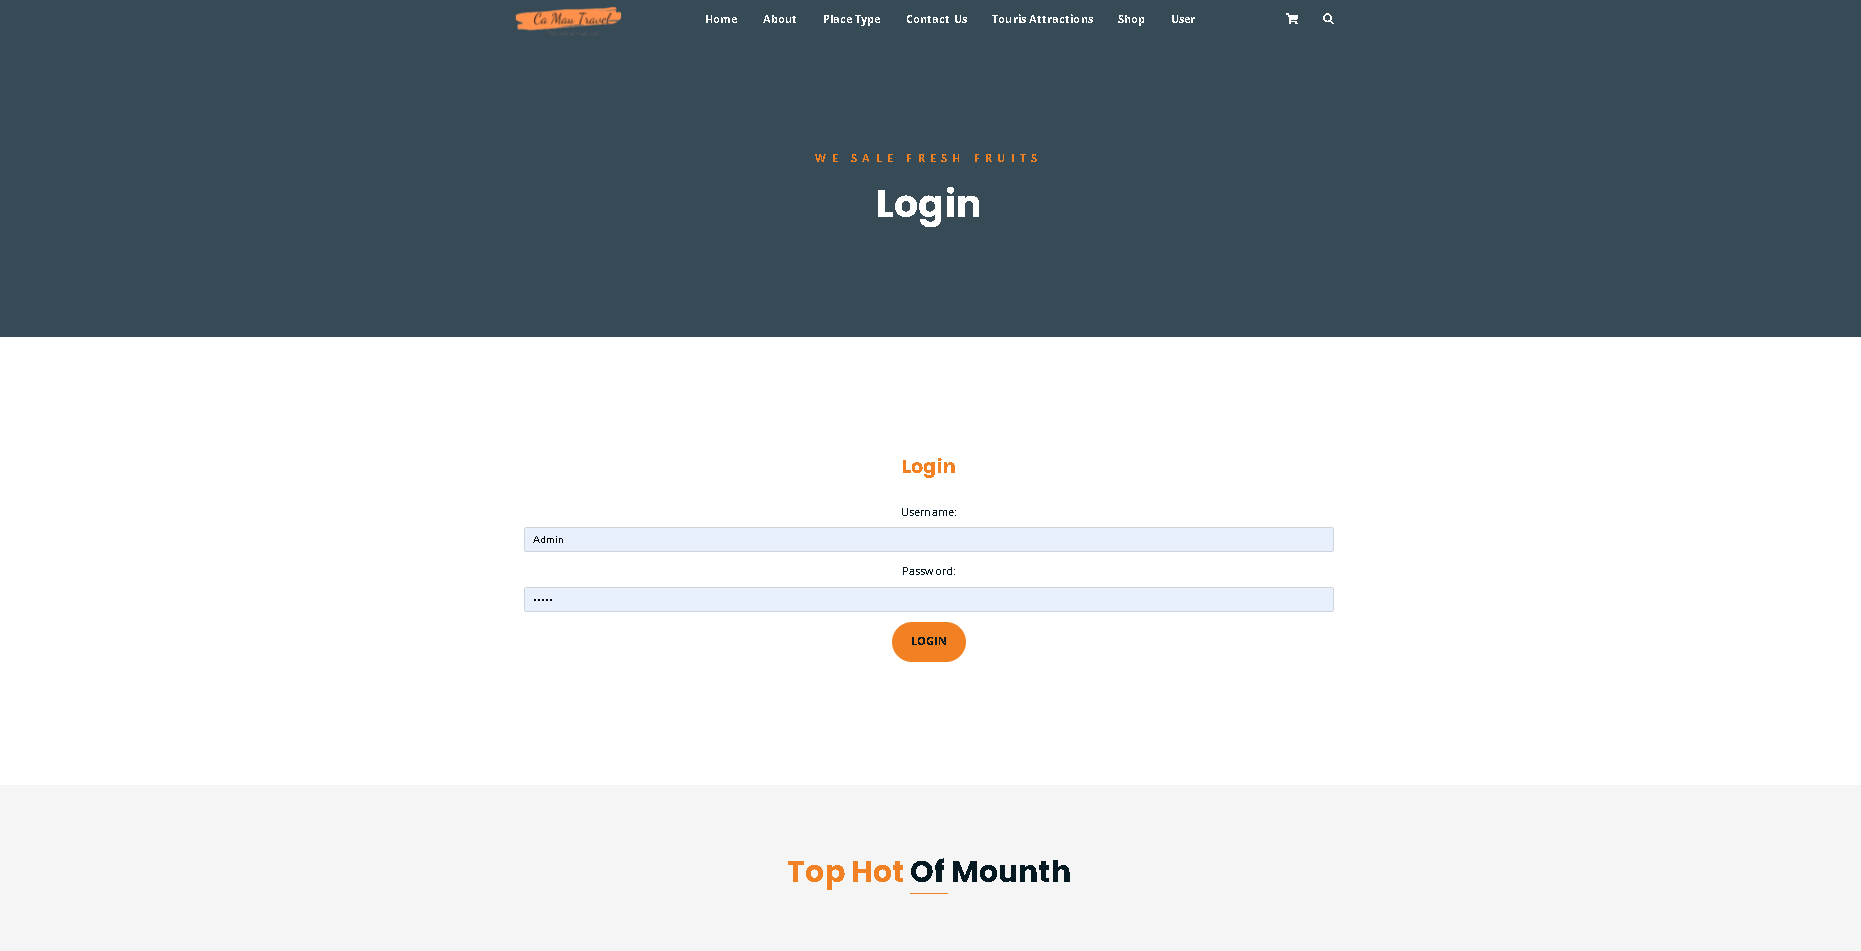 Ca Mau Travel
Home About Place Type Contact Us Touris Attractions Shop User
WE SALE FRESH FRUITS
Login
Login
Username:
Admin
Password:
•••••
LOGIN
Top Hot Of Mounth